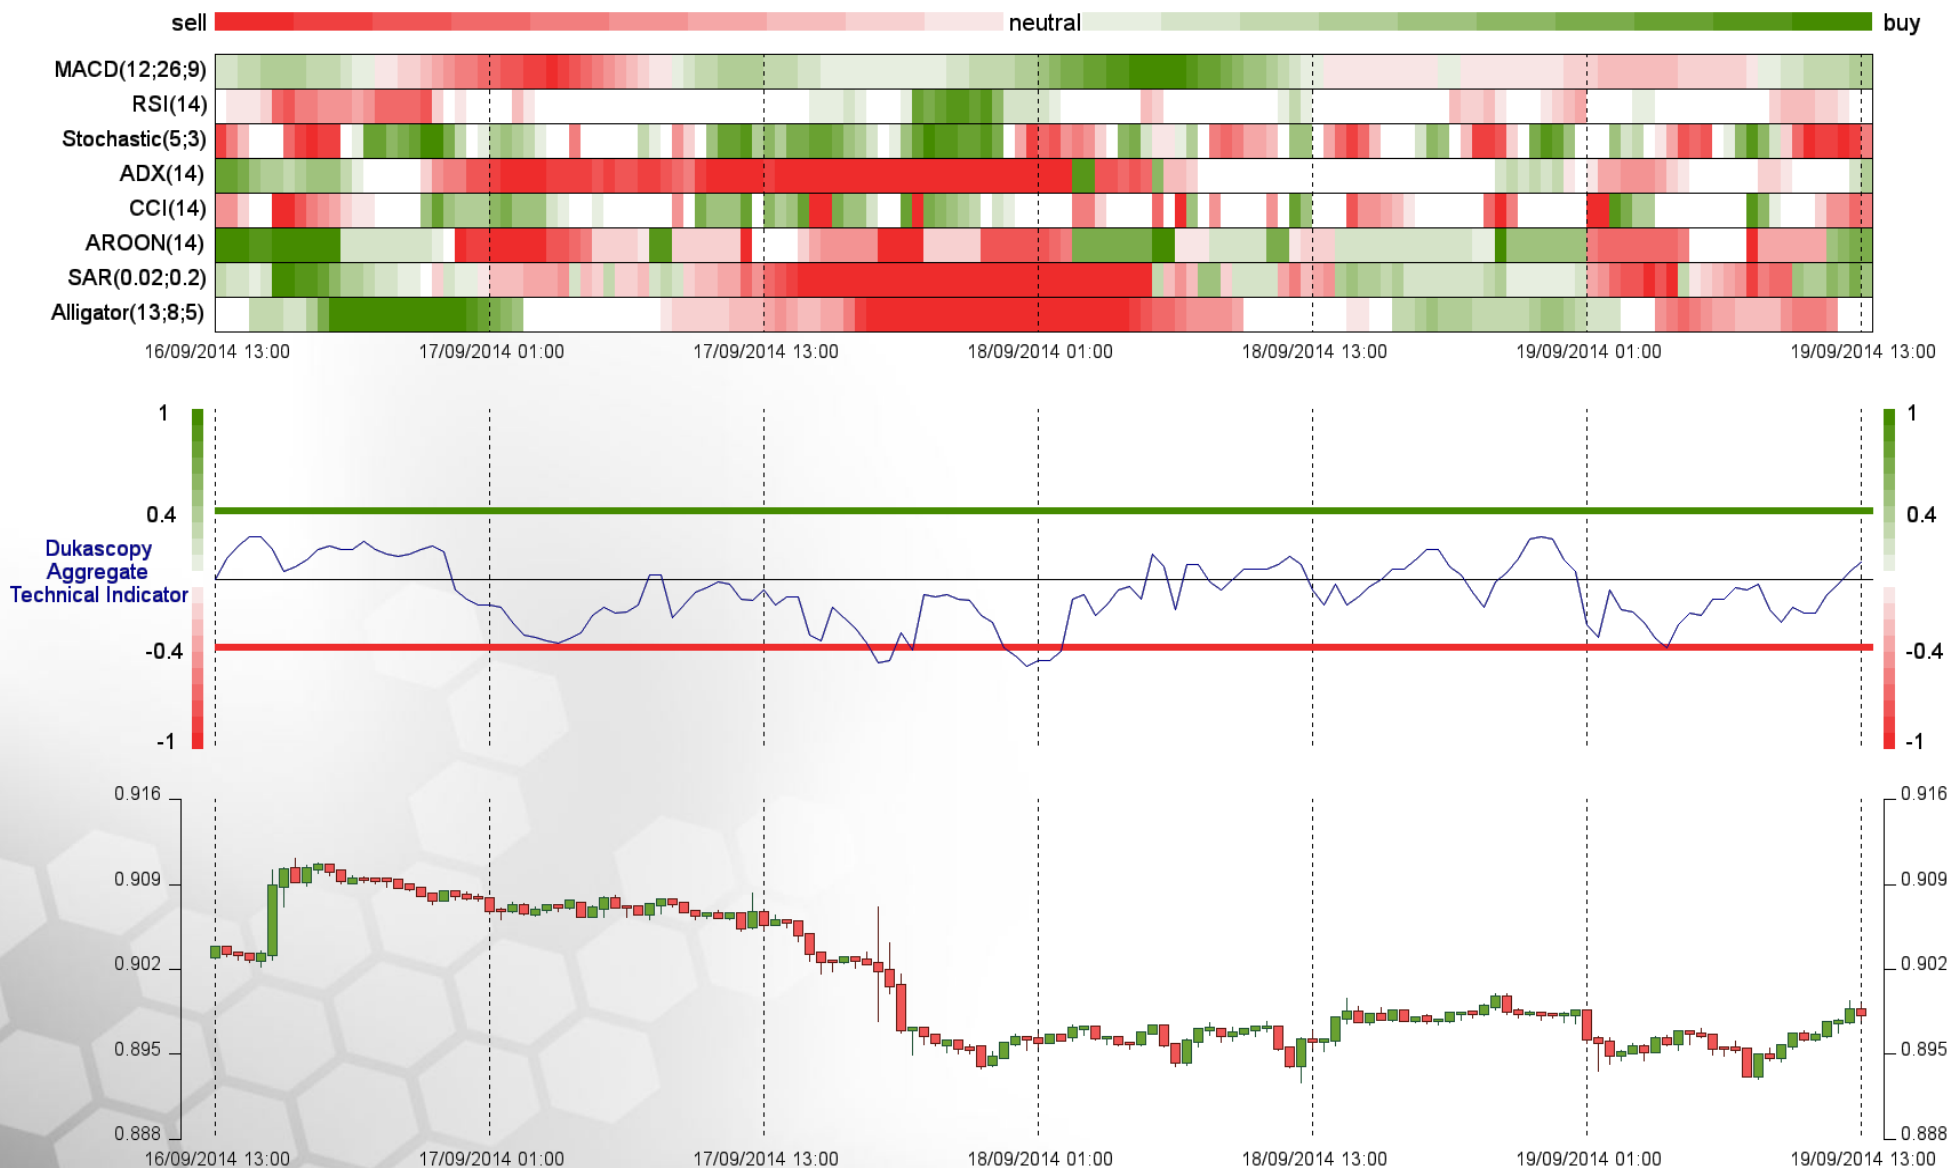 sell neutral buy
MACD(12;26;9)
RSI(14)
Stochastic(5;3)
ADX(14)
CCI(14)
AROON(14)
SAR(0.02;0.2)
Alligator(13;8;5)
16/09/2014 13:00 17/09/2014 01:00 17/09/2014 13:00 18/09/2014 01:00 18/09/2014 13:00 19/09/2014 01:00 19/09/2014 13:00
1 1
0.4 0.4
Dukascopy
Aggregate
Technical Indicator
-0.4 -0.4
-1 -1
0.916 0.916
0.909 0.909
0.902 0.902
0.895 0.895
0.888 0.888
16/09/2014 13:00 17/09/2014 01:00 17/09/2014 13:00 18/09/2014 01:00 18/09/2014 13:00 19/09/2014 01:00 19/09/2014 13:00